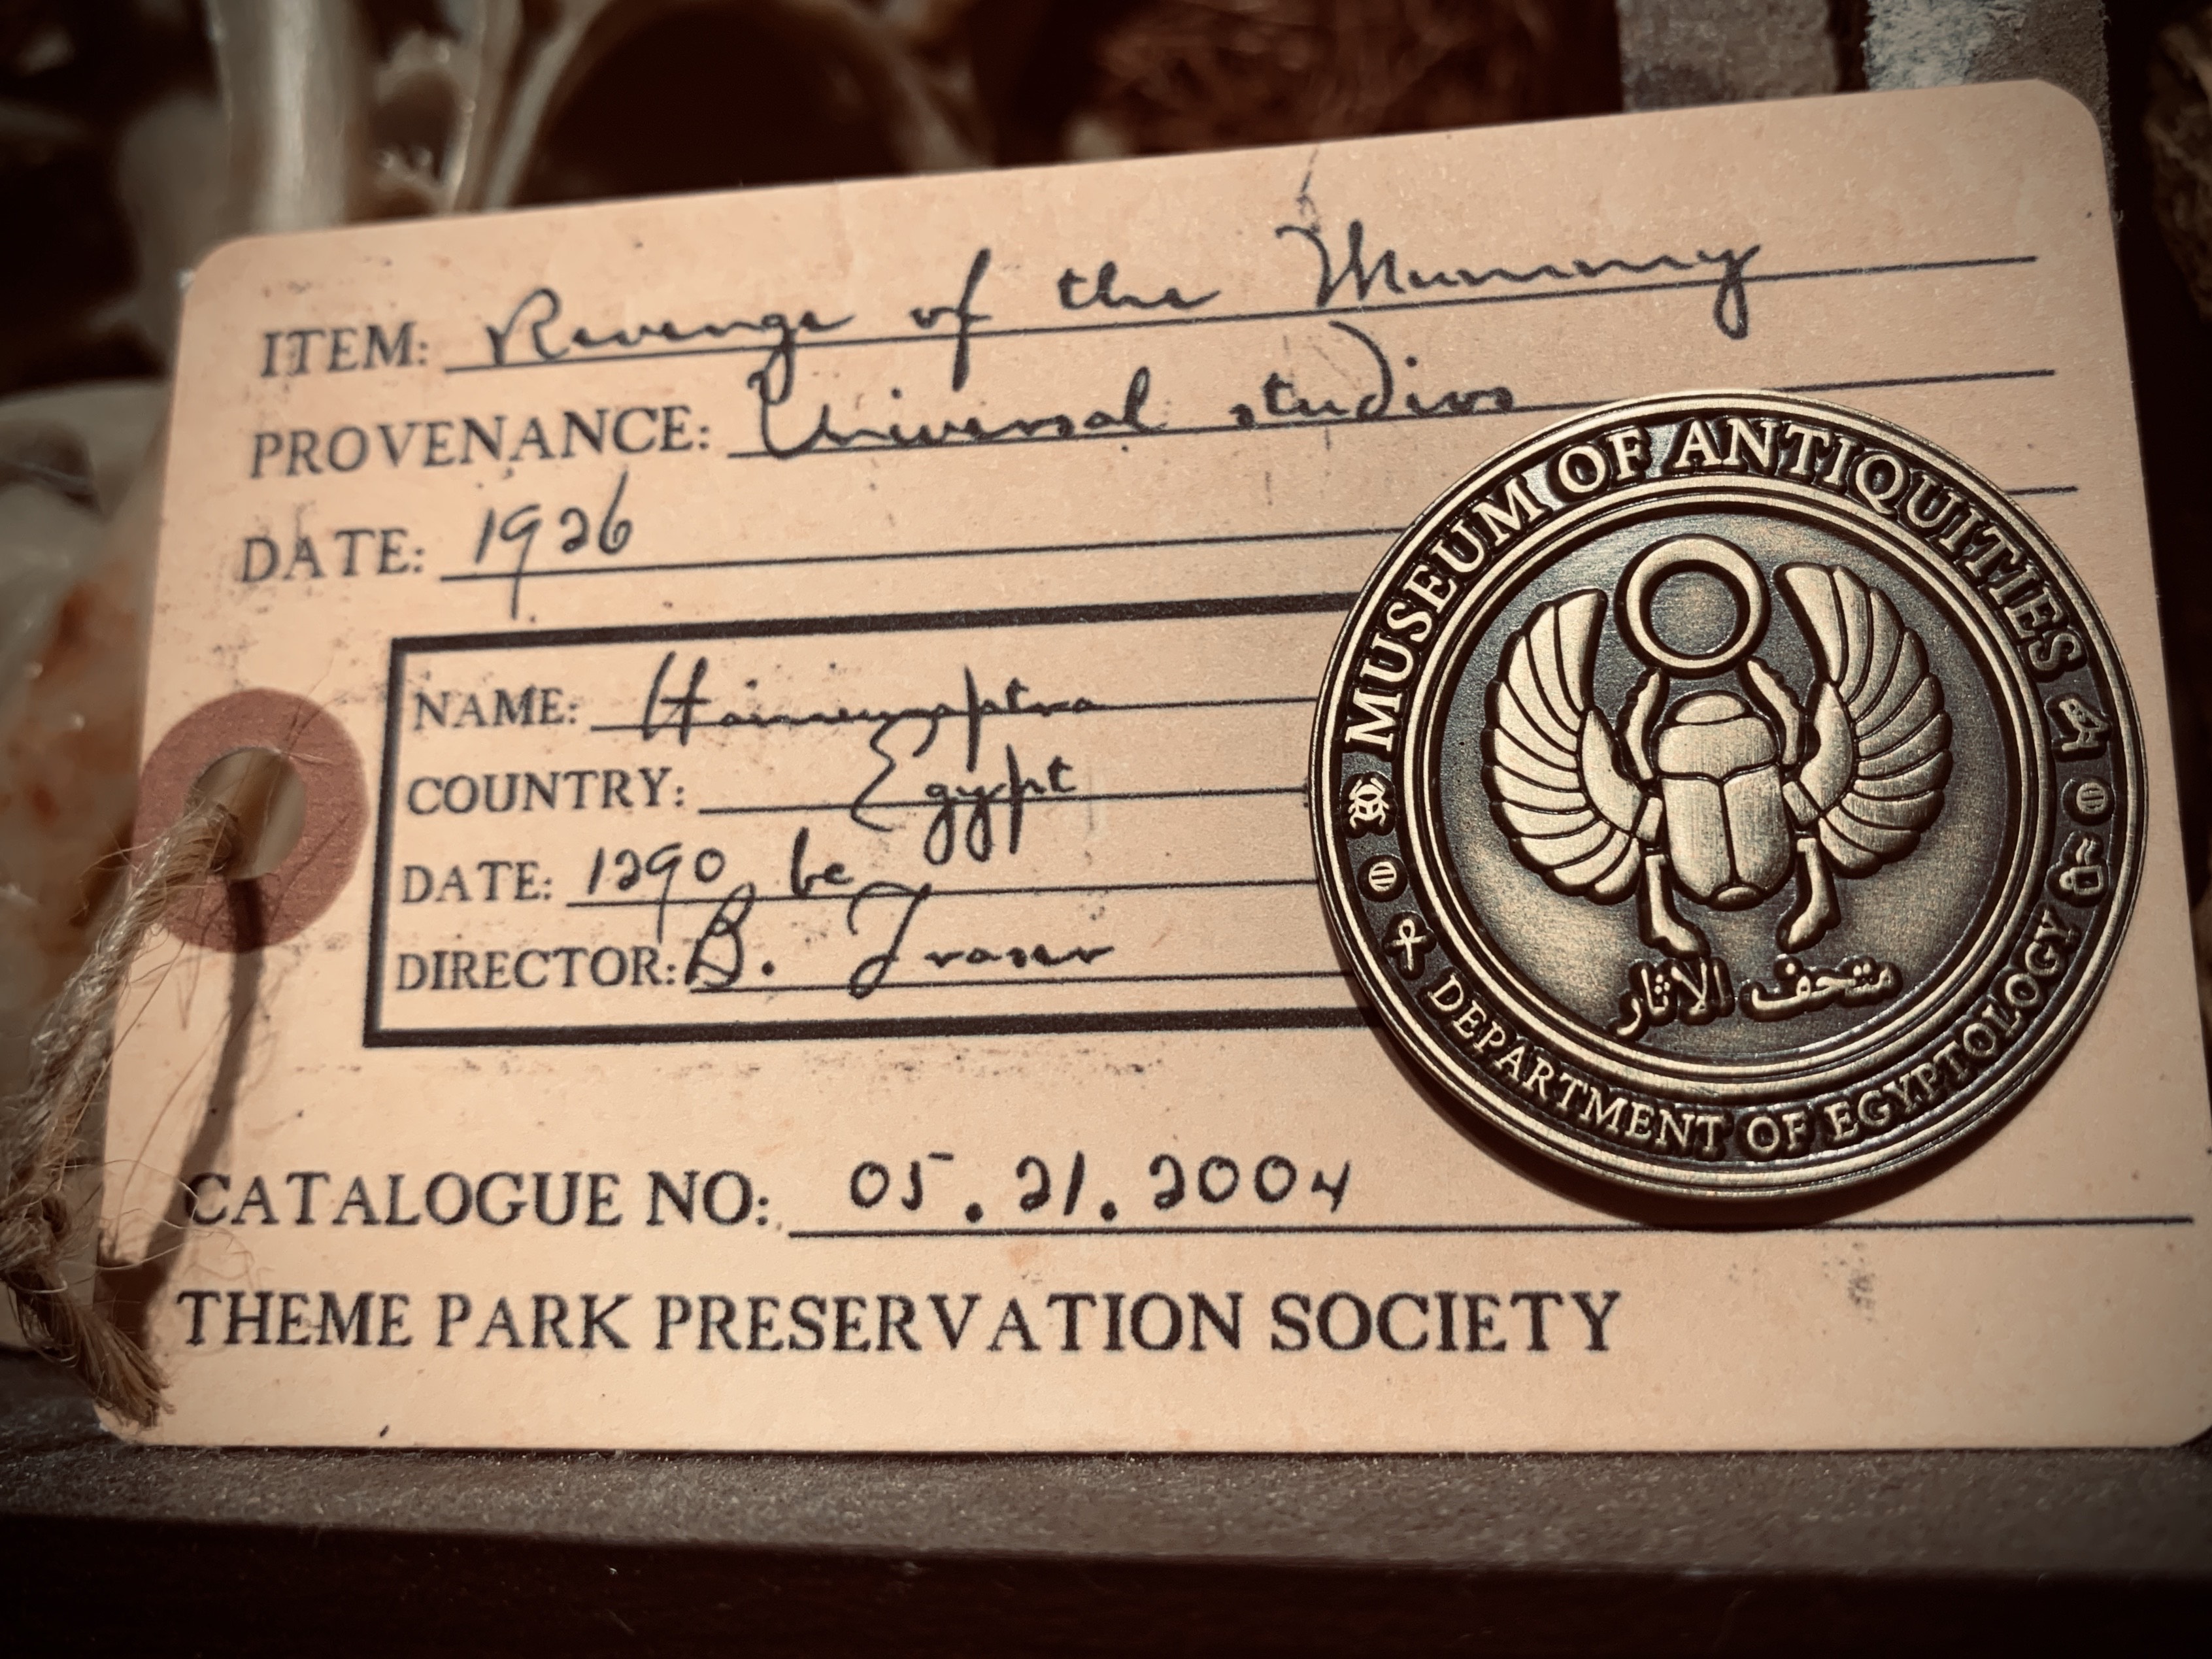 ITEM: Revenge of the Mummy
PROVENANCE: Universal studios
DATE: 1926
NAME: Hamunaptra
COUNTRY: Egypt
DATE: 1290 bc
DIRECTOR: B. Fraser
CATALOGUE NO: 05.21.2004
THEME PARK PRESERVATION SOCIETY
MUSEUM OF ANTIQUITIES
متحف الاثار
DEPARTMENT OF EGYPTOLOGY